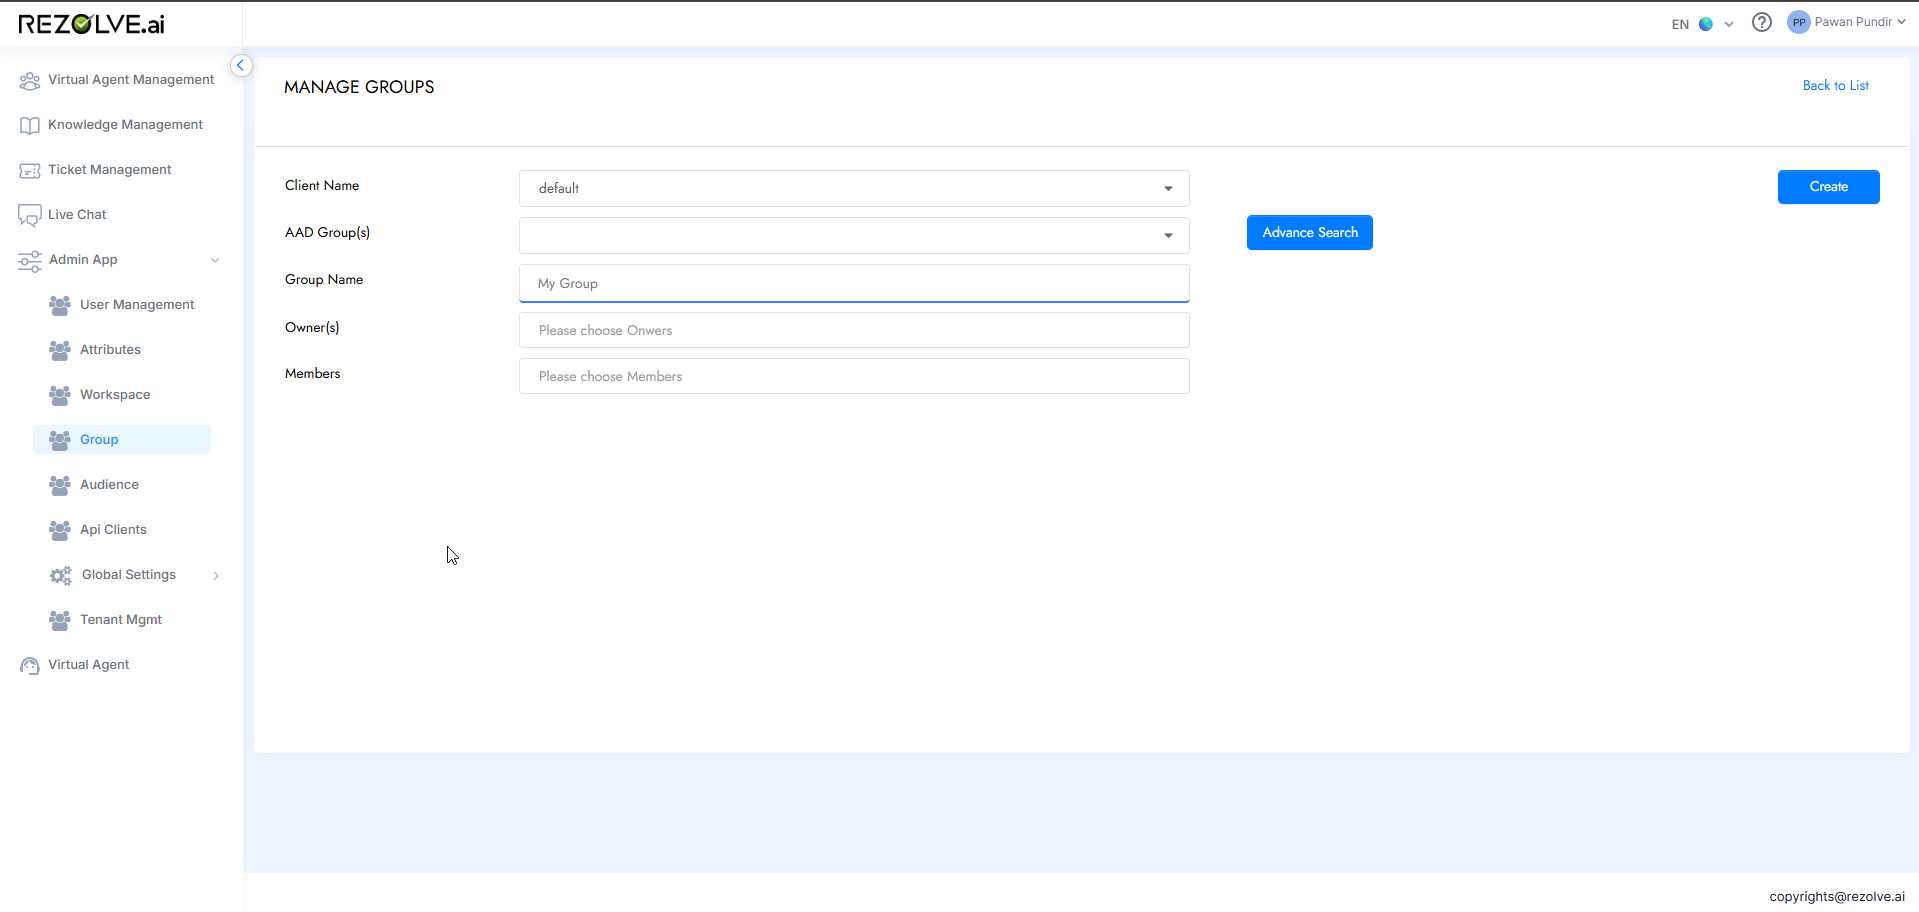 REZOLVE.ai
EN
PP
Pawan Pundir
Virtual Agent Management
Knowledge Management
Ticket Management
Live Chat
Admin App
User Management
Attributes
Workspace
Group
Audience
Api Clients
Global Settings
Tenant Mgmt
Virtual Agent
MANAGE GROUPS
Back to List
Client Name
default
Create
AAD Group(s)
Advance Search
Group Name
My Group
Owner(s)
Please choose Onwers
Members
Please choose Members
copyrights@rezolve.ai